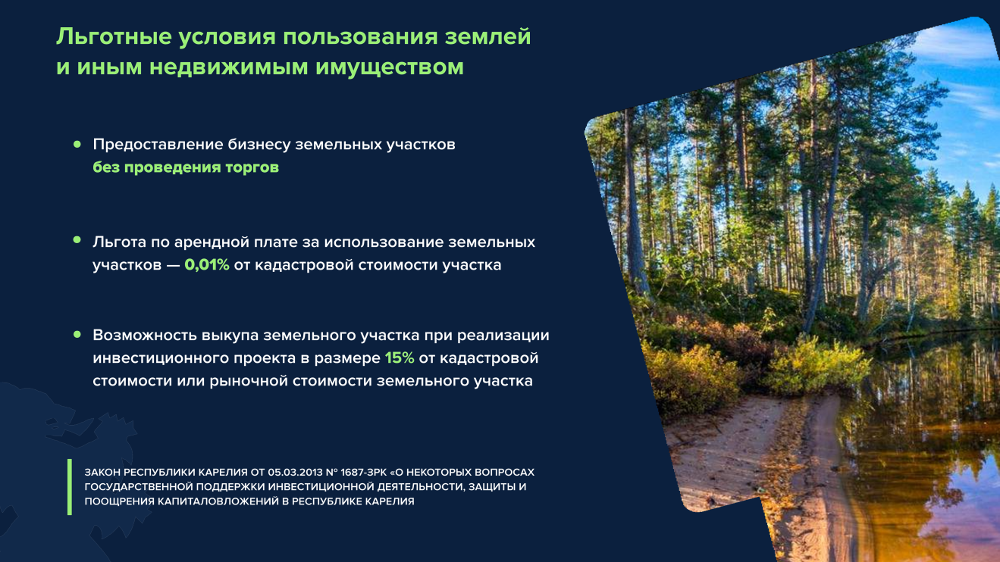 Льготные условия пользования землей
и иным недвижимым имуществом
Предоставление бизнесу земельных участков
без проведения торгов
Льгота по арендной плате за использование земельных
участков — 0,01% от кадастровой стоимости участка
Возможность выкупа земельного участка при реализации
инвестиционного проекта в размере 15% от кадастровой
стоимости или рыночной стоимости земельного участка
ЗАКОН РЕСПУБЛИКИ КАРЕЛИЯ ОТ 05.03.2013 № 1687-ЗРК «О НЕКОТОРЫХ ВОПРОСАХ
ГОСУДАРСТВЕННОЙ ПОДДЕРЖКИ ИНВЕСТИЦИОННОЙ ДЕЯТЕЛЬНОСТИ, ЗАЩИТЫ И
ПООЩРЕНИЯ КАПИТАЛОВЛОЖЕНИЙ В РЕСПУБЛИКЕ КАРЕЛИЯ